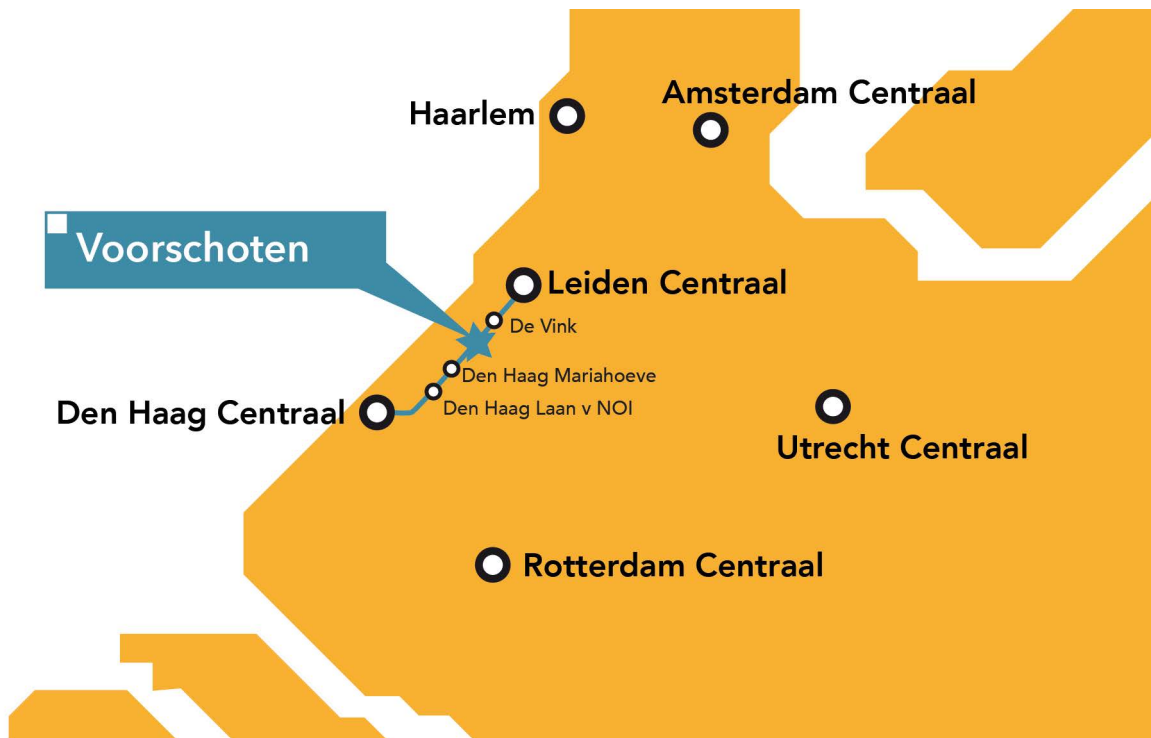 Amsterdam Centraal
Haarlem
Voorschoten
Leiden Centraal
De Vink
Den Haag Mariahoeve
Den Haag Laan v NOI
Den Haag Centraal
Utrecht Centraal
Rotterdam Centraal